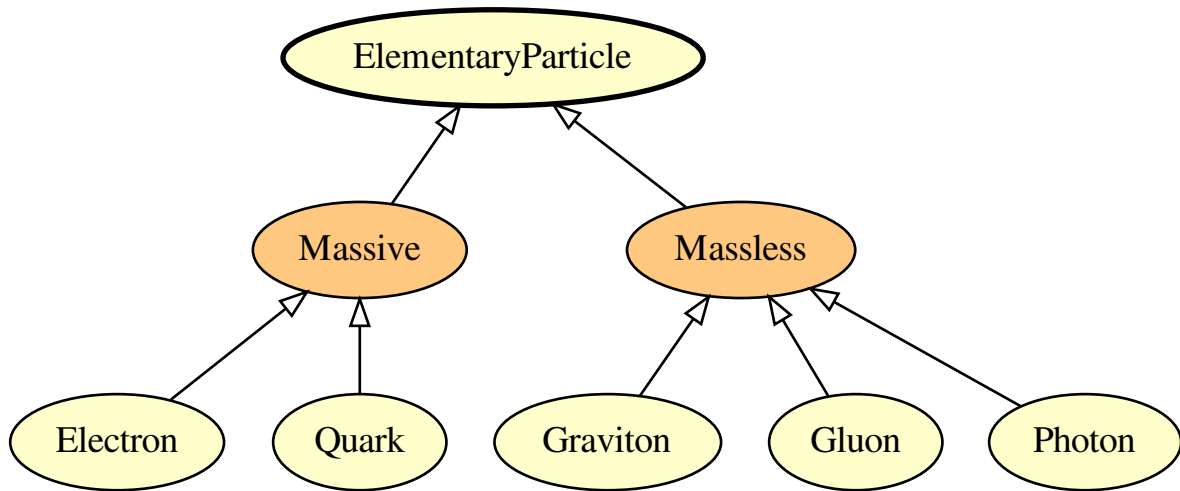 ElementaryParticle
Massive
Massless
Electron
Quark
Graviton
Gluon
Photon